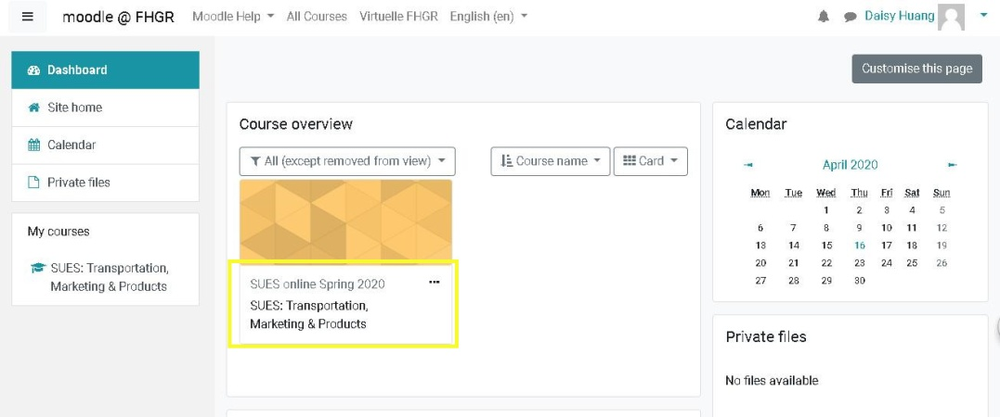 moodle @ FHGR Moodle Help All Courses Virtuelle FHGR English (en) Daisy Huang
Dashboard
Site home
Calendar
Private files
My courses
SUES: Transportation,
Marketing & Products
Customise this page
Course overview
All (except removed from view) Course name Card
SUES online Spring 2020 ...
SUES: Transportation,
Marketing & Products
Calendar
April 2020
Mon Tue Wed Thu Fri Sat Sun
1 2 3 4 5
6 7 8 9 10 11 12
13 14 15 16 17 18 19
20 21 22 23 24 25 26
27 28 29 30
Private files
No files available